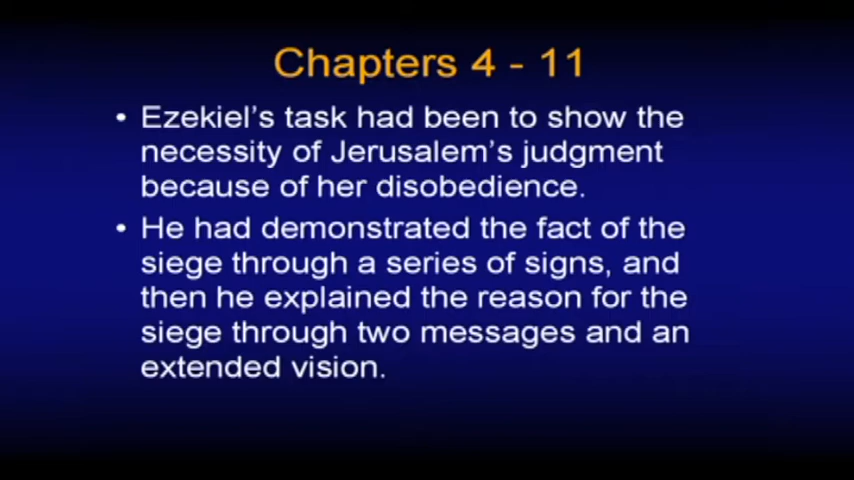 Chapters 4 - 11
• Ezekiel's task had been to show the
necessity of Jerusalem's judgment
because of her disobedience.
• He had demonstrated the fact of the
siege through a series of signs, and
then he explained the reason for the
siege through two messages and an
extended vision.